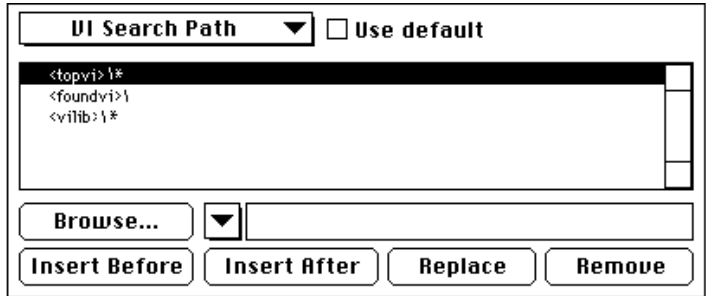 VI Search Path Use default
<topvi>\*
<foundvi>\
<vilib>\*
Browse...
Insert Before Insert After Replace Remove